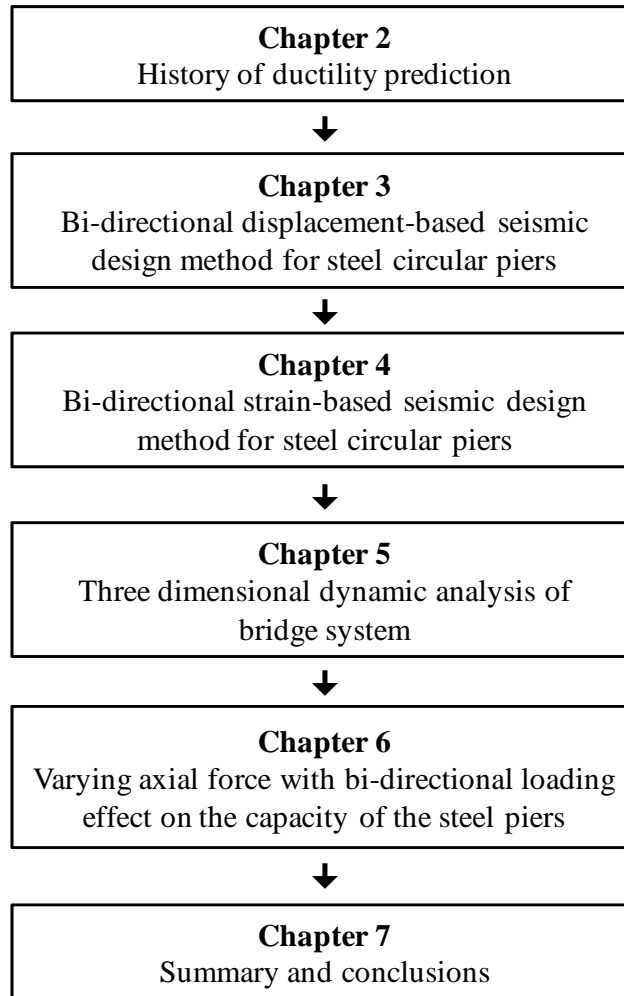 Chapter 2
History of ductility prediction
Chapter 3
Bi-directional displacement-based seismic
design method for steel circular piers
Chapter 4
Bi-directional strain-based seismic design
method for steel circular piers
Chapter 5
Three dimensional dynamic analysis of
bridge system
Chapter 6
Varying axial force with bi-directional loading
effect on the capacity of the steel piers
Chapter 7
Summary and conclusions